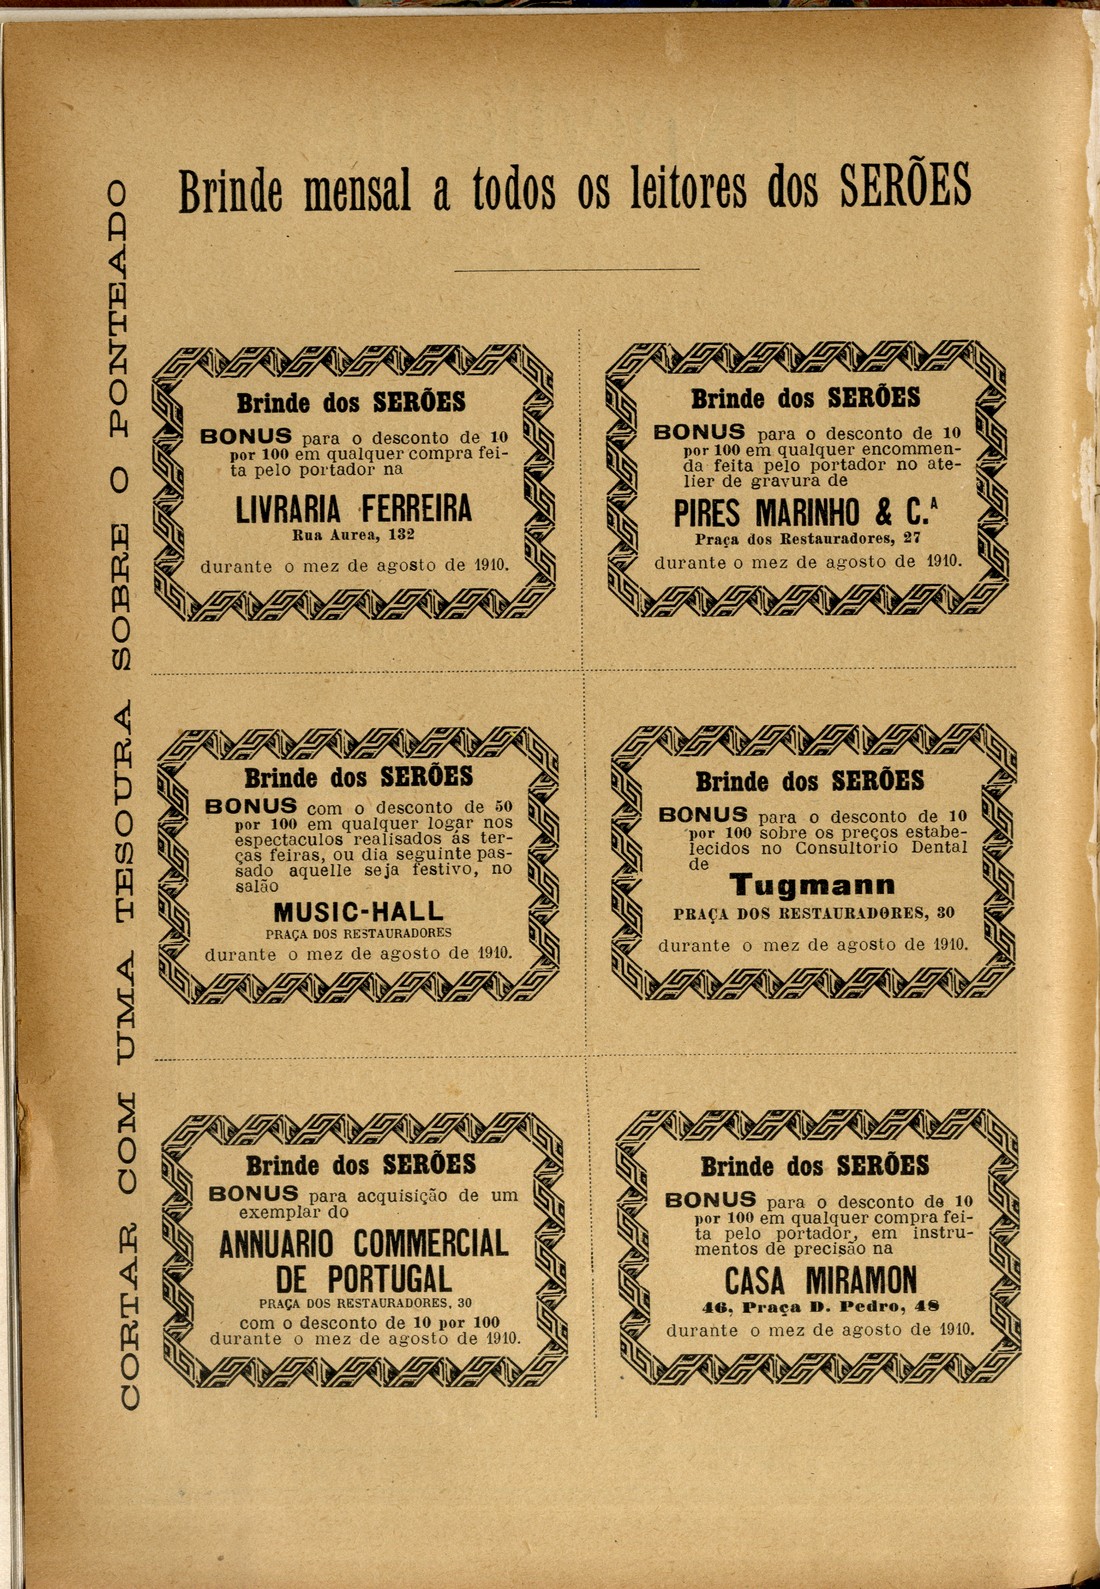 Brinde mensal a todos os leitores dos SERÕES
CORTAR COM UMA TESOURA SOBRE O PONTEADO
Brinde dos SERÕES
BONUS para o desconto de 10
por 100 em qualquer compra fei-
ta pelo portador na
LIVRARIA FERREIRA
Rua Aurea, 132
durante o mez de agosto de 1910.
Brinde dos SERÕES
BONUS para o desconto de 10
por 100 em qualquer encommen-
da feita pelo portador no ate-
lier de gravura de
PIRES MARINHO & C.ᴬ
Praça dos Restauradores, 27
durante o mez de agosto de 1910.
Brinde dos SERÕES
BONUS com o desconto de 50
por 100 em qualquer logar nos
espectaculos realisados ás ter-
ças feiras, ou dia seguinte pas-
sado aquelle seja festivo, no
salão
MUSIC-HALL
PRAÇA DOS RESTAURADORES
durante o mez de agosto de 1910.
Brinde dos SERÕES
BONUS para o desconto de 10
por 100 sobre os preços estabe-
lecidos no Consultorio Dental
de
Tugmann
PRAÇA DOS RESTAURADORES, 30
durante o mez de agosto de 1910.
Brinde dos SERÕES
BONUS para acquisição de um
exemplar do
ANNUARIO COMMERCIAL
DE PORTUGAL
PRAÇA DOS RESTAURADORES, 30
com o desconto de 10 por 100
durante o mez de agosto de 1910.
Brinde dos SERÕES
BONUS para o desconto de 10
por 100 em qualquer compra fei-
ta pelo portador, em instru-
mentos de precisão na
CASA MIRAMON
46, Praça D. Pedro, 48
durante o mez de agosto de 1910.